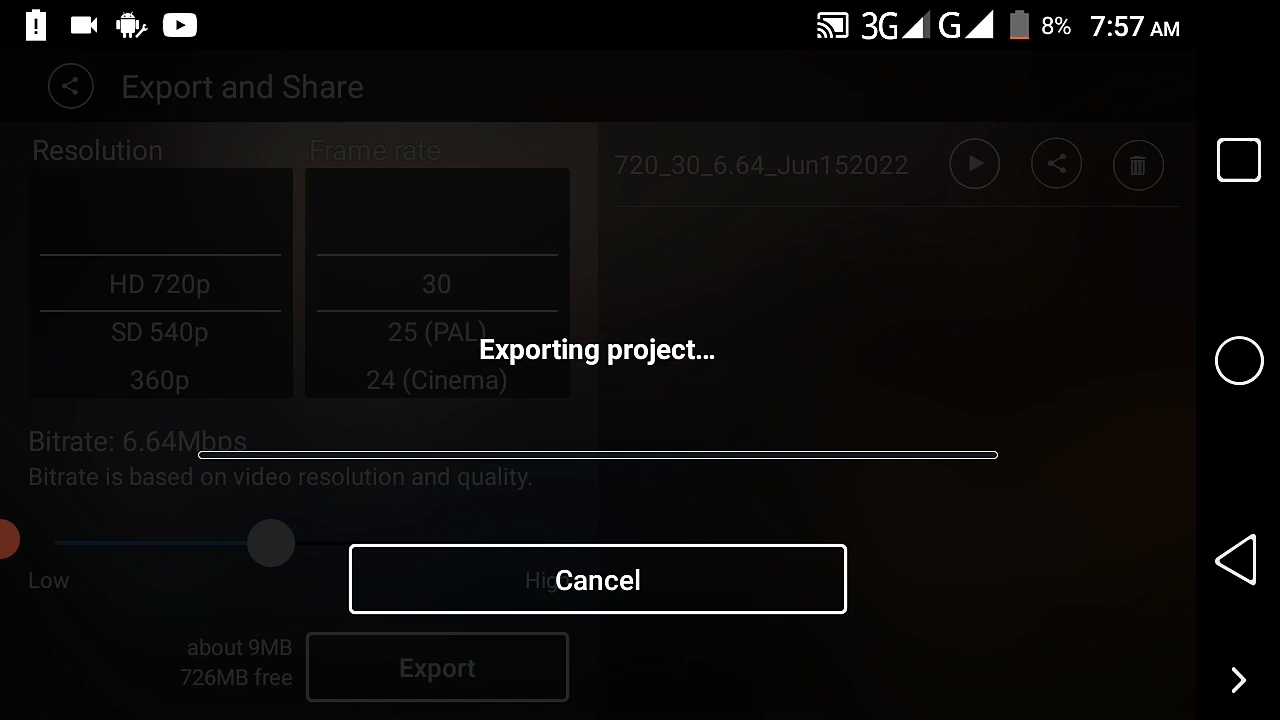 3G G 8% 7:57 AM
Export and Share
Resolution
Frame rate
720_30_6.64_Jun152022
HD 720p
30
SD 540p
25 (PAL)
360p
24 (Cinema)
Exporting project...
Bitrate: 6.64Mbps
Bitrate is based on video resolution and quality.
Low
High
Cancel
about 9MB
726MB free
Export